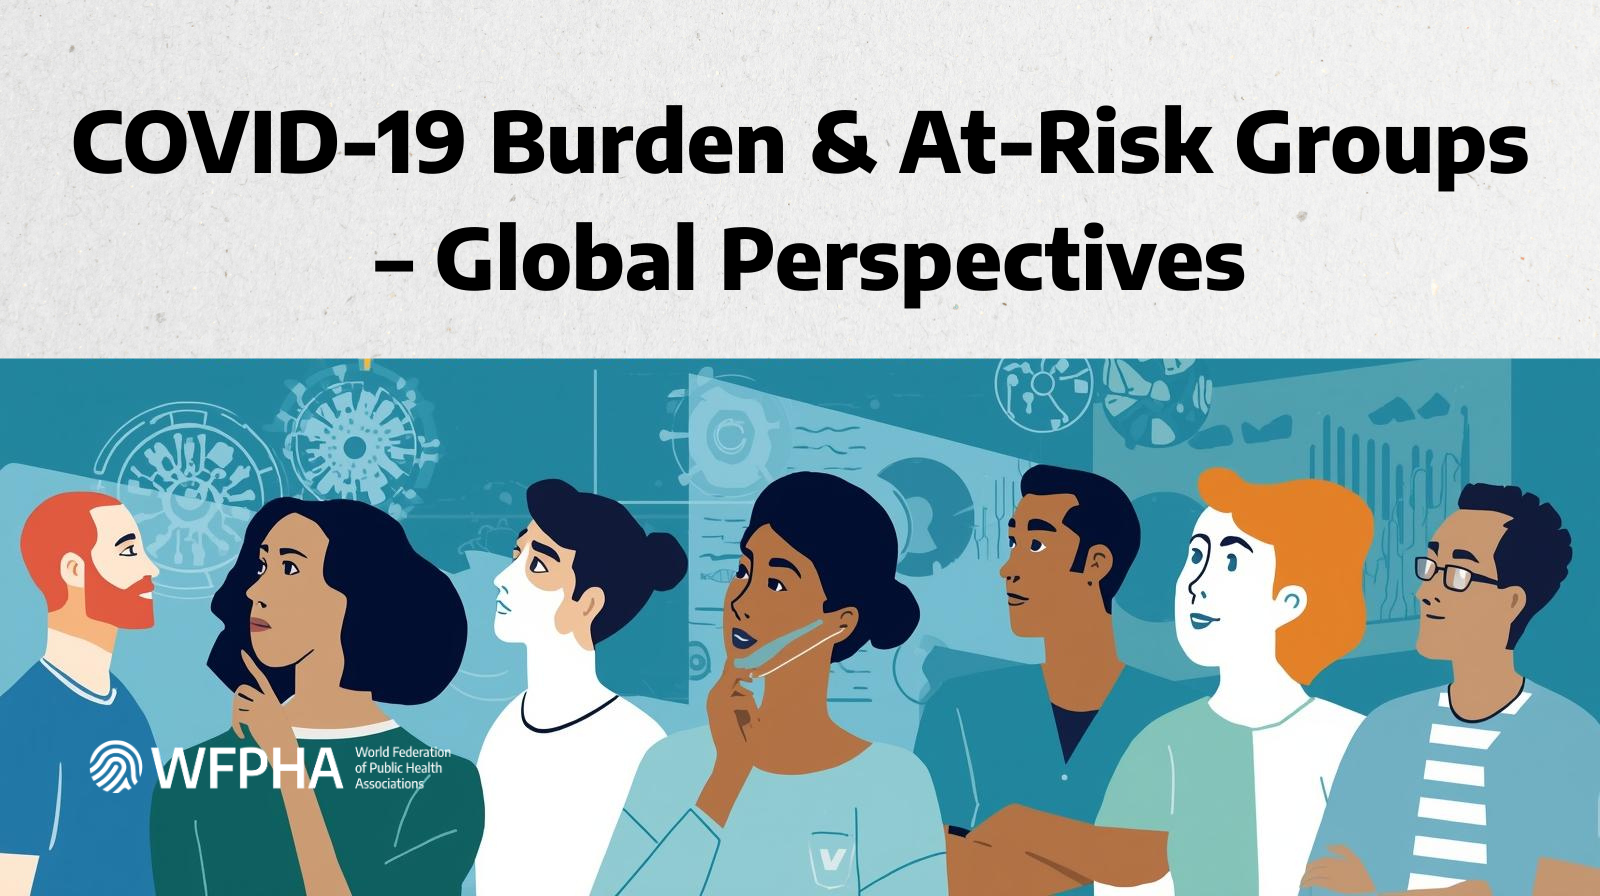 COVID-19 Burden & At-Risk Groups
– Global Perspectives
WFPHA
World Federation
of Public Health
Associations
V